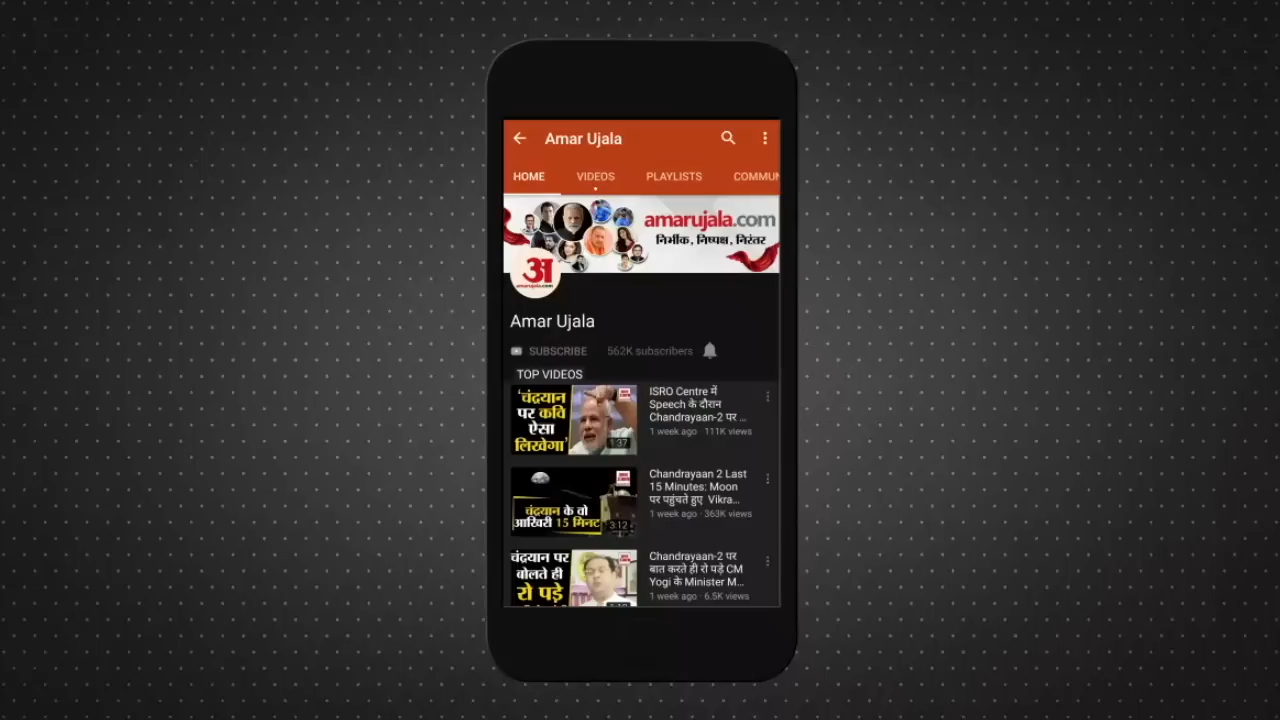 Amar Ujala
HOME VIDEOS PLAYLISTS COMMUN
amarujala.com
निर्भीक, निष्पक्ष, निरंतर
अ
amarujala.com
Amar Ujala
SUBSCRIBE 562K subscribers
TOP VIDEOS
'चंद्रयान
पर कवि
ऐसा
लिखेगा'
1:37
ISRO Centre में
Speech के दौरान
Chandrayaan-2 पर ...
1 week ago · 111K views
चंद्रयान के वो
आखिरी 15 मिनट
3:12
Chandrayaan 2 Last
15 Minutes: Moon
पर पहुंचते हुए Vikra...
1 week ago · 363K views
चंद्रयान पर
बोलते ही
रो पड़े
Chandrayaan-2 पर
बात करते ही रो पड़े CM
Yogi के Minister M...
1 week ago · 6.5K views